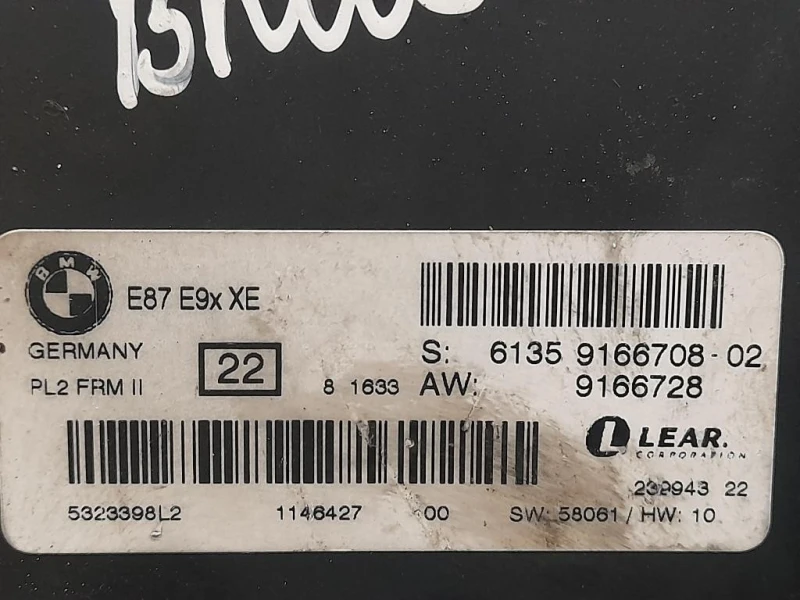 BMW
E87 E9x XE
GERMANY
PL2 FRM II
22
8 1633
S: 6135 9166708-02
AW: 9166728
LEAR.
CORPORATION
239943 22
5323398L2 1146427 00 SW: 58061 / HW: 10